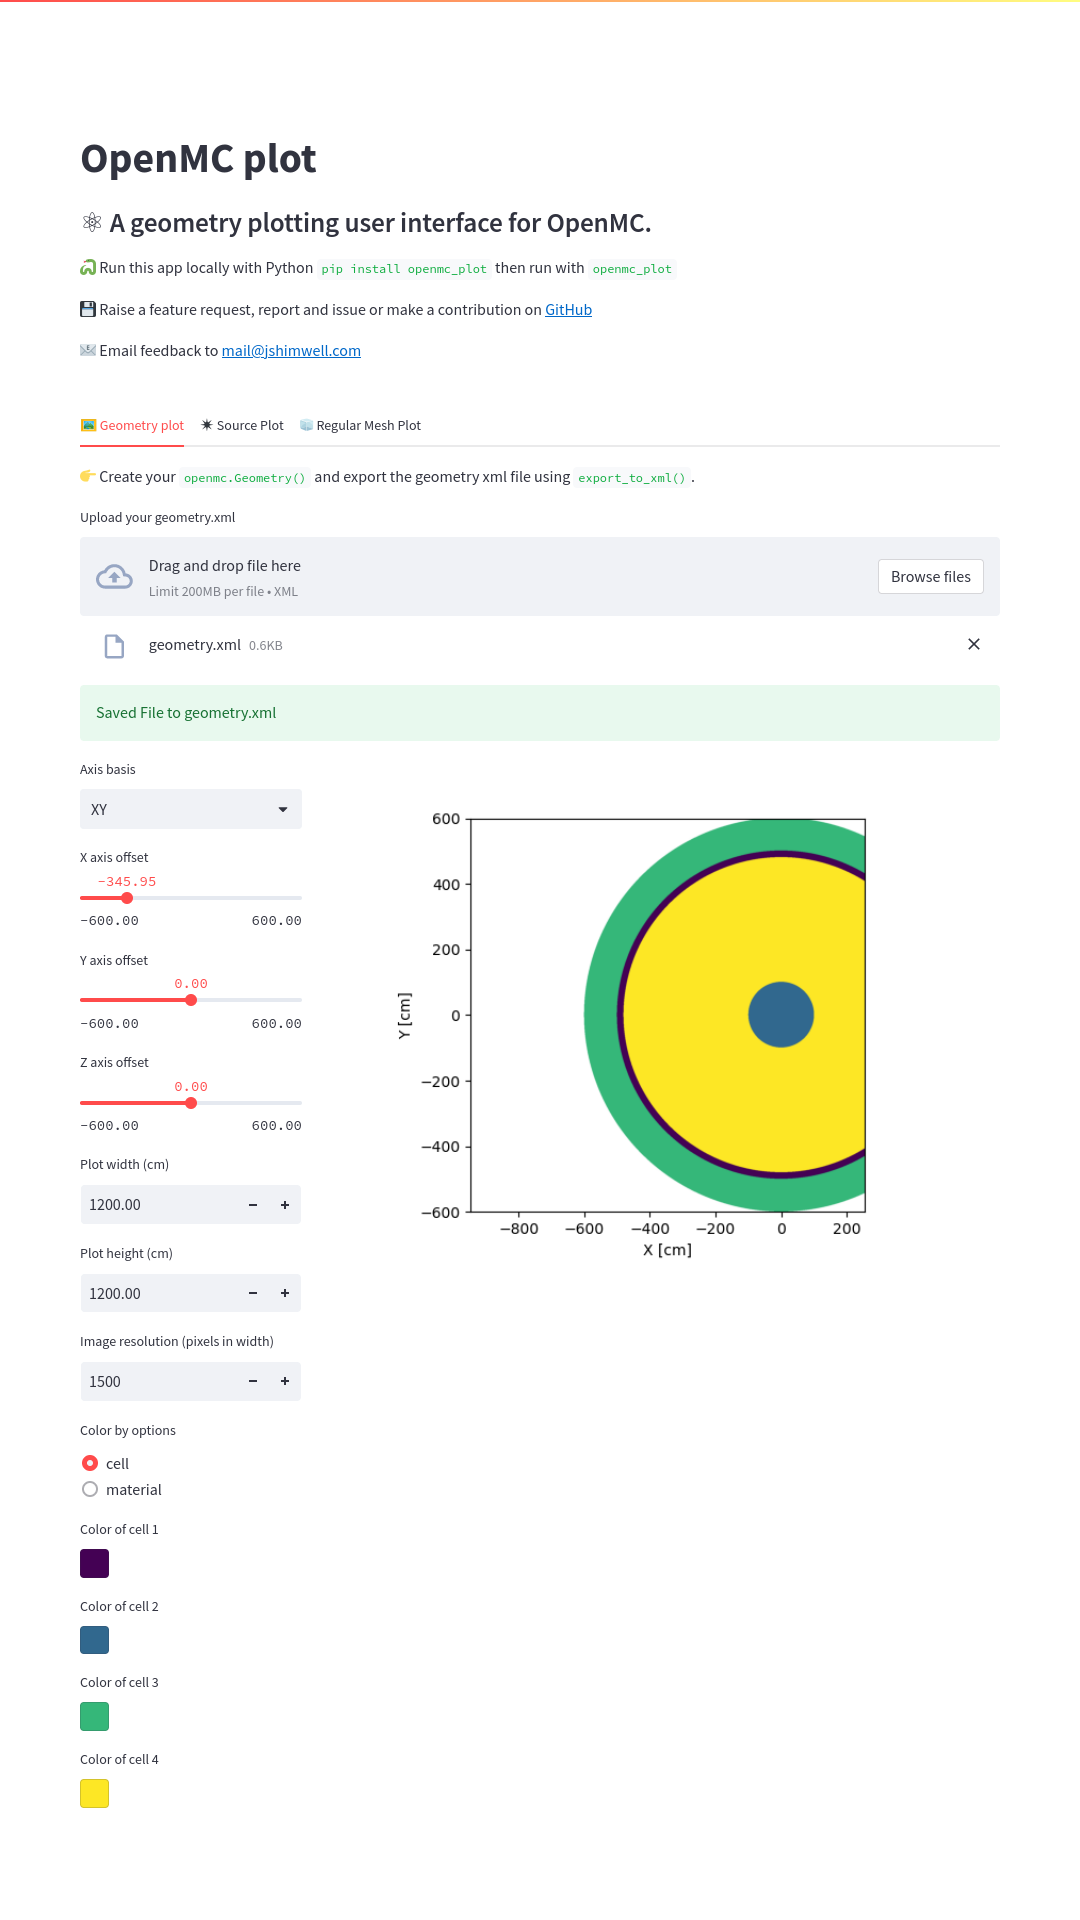 OpenMC plot
⚛ A geometry plotting user interface for OpenMC.
🐍 Run this app locally with Python pip install openmc_plot then run with openmc_plot
💾 Raise a feature request, report and issue or make a contribution on GitHub
📧 Email feedback to mail@jshimwell.com
🖼️ Geometry plot ✷ Source Plot 🧊 Regular Mesh Plot
👉 Create your openmc.Geometry() and export the geometry xml file using export_to_xml() .
Upload your geometry.xml
Drag and drop file here
Limit 200MB per file • XML
Browse files
geometry.xml 0.6KB
Saved File to geometry.xml
Axis basis
XY
X axis offset
-345.95
-600.00 600.00
Y axis offset
0.00
-600.00 600.00
Z axis offset
0.00
-600.00 600.00
Plot width (cm)
1200.00
Plot height (cm)
1200.00
Image resolution (pixels in width)
1500
Color by options
cell
material
Color of cell 1
Color of cell 2
Color of cell 3
Color of cell 4
600
400
200
0
−200
−400
−600
Y [cm]
−800 −600 −400 −200 0 200
X [cm]